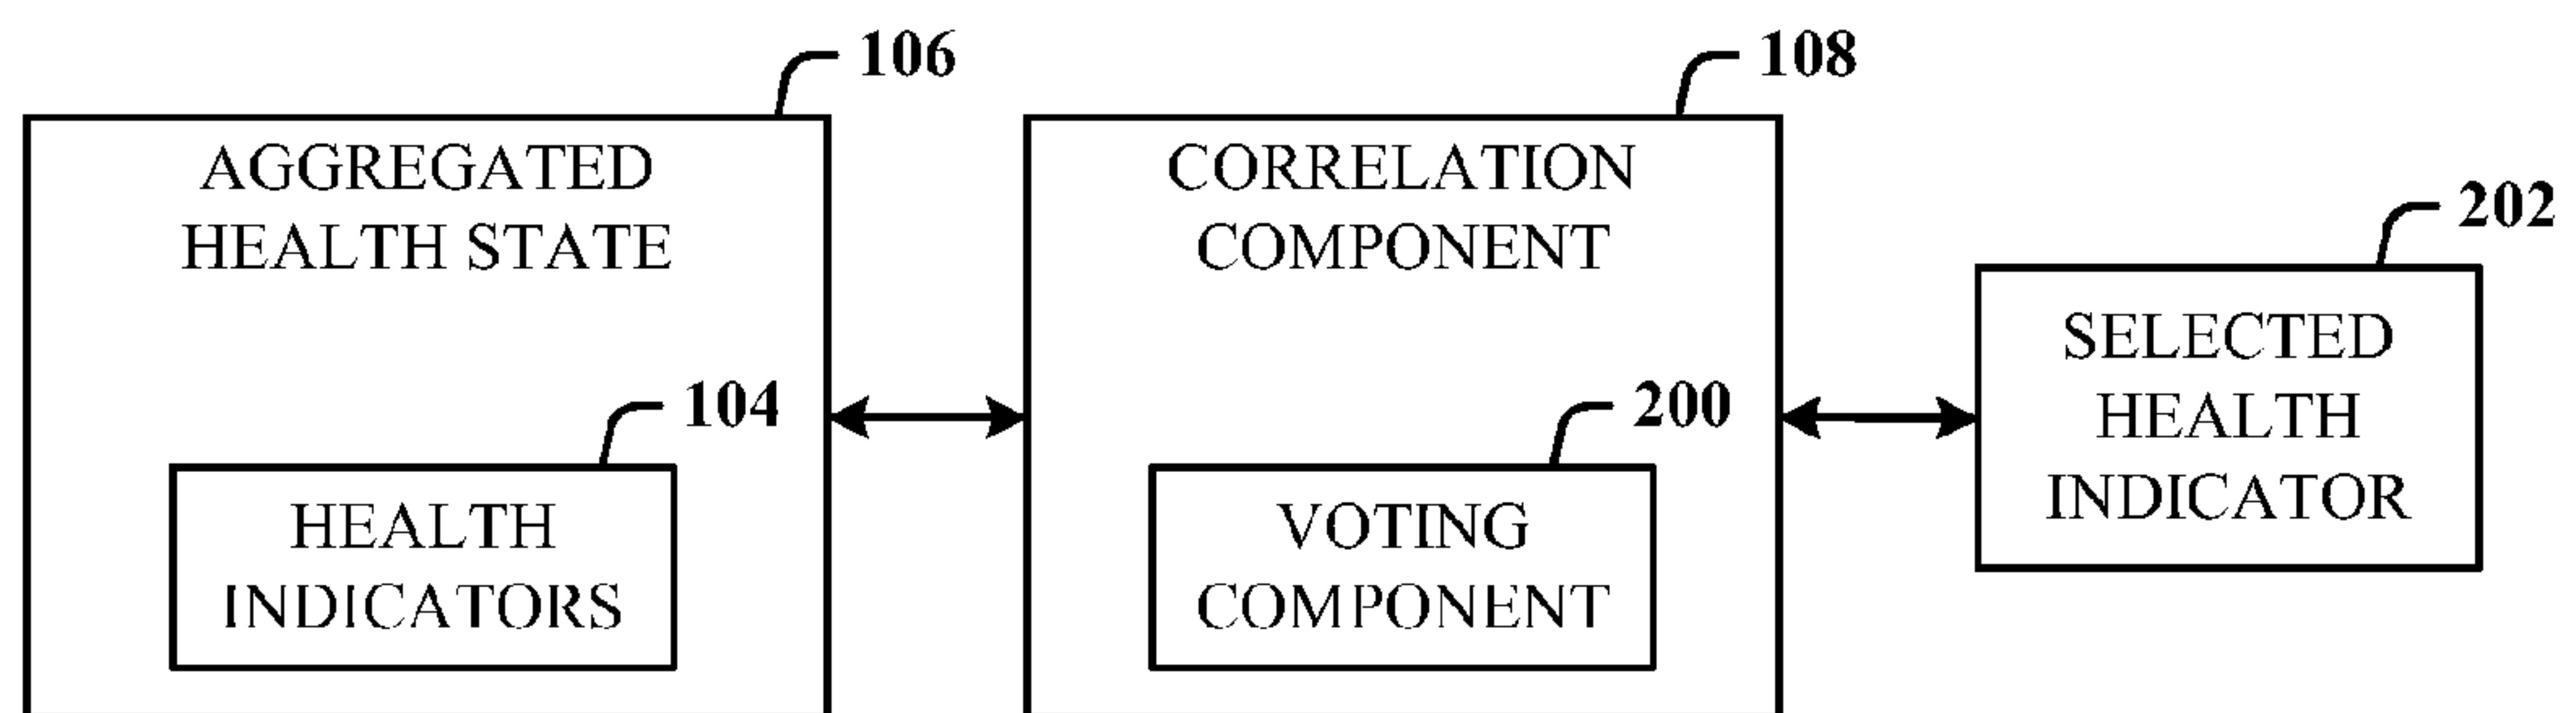 106
AGGREGATED
HEALTH STATE
104
HEALTH
INDICATORS
108
CORRELATION
COMPONENT
200
VOTING
COMPONENT
202
SELECTED
HEALTH
INDICATOR